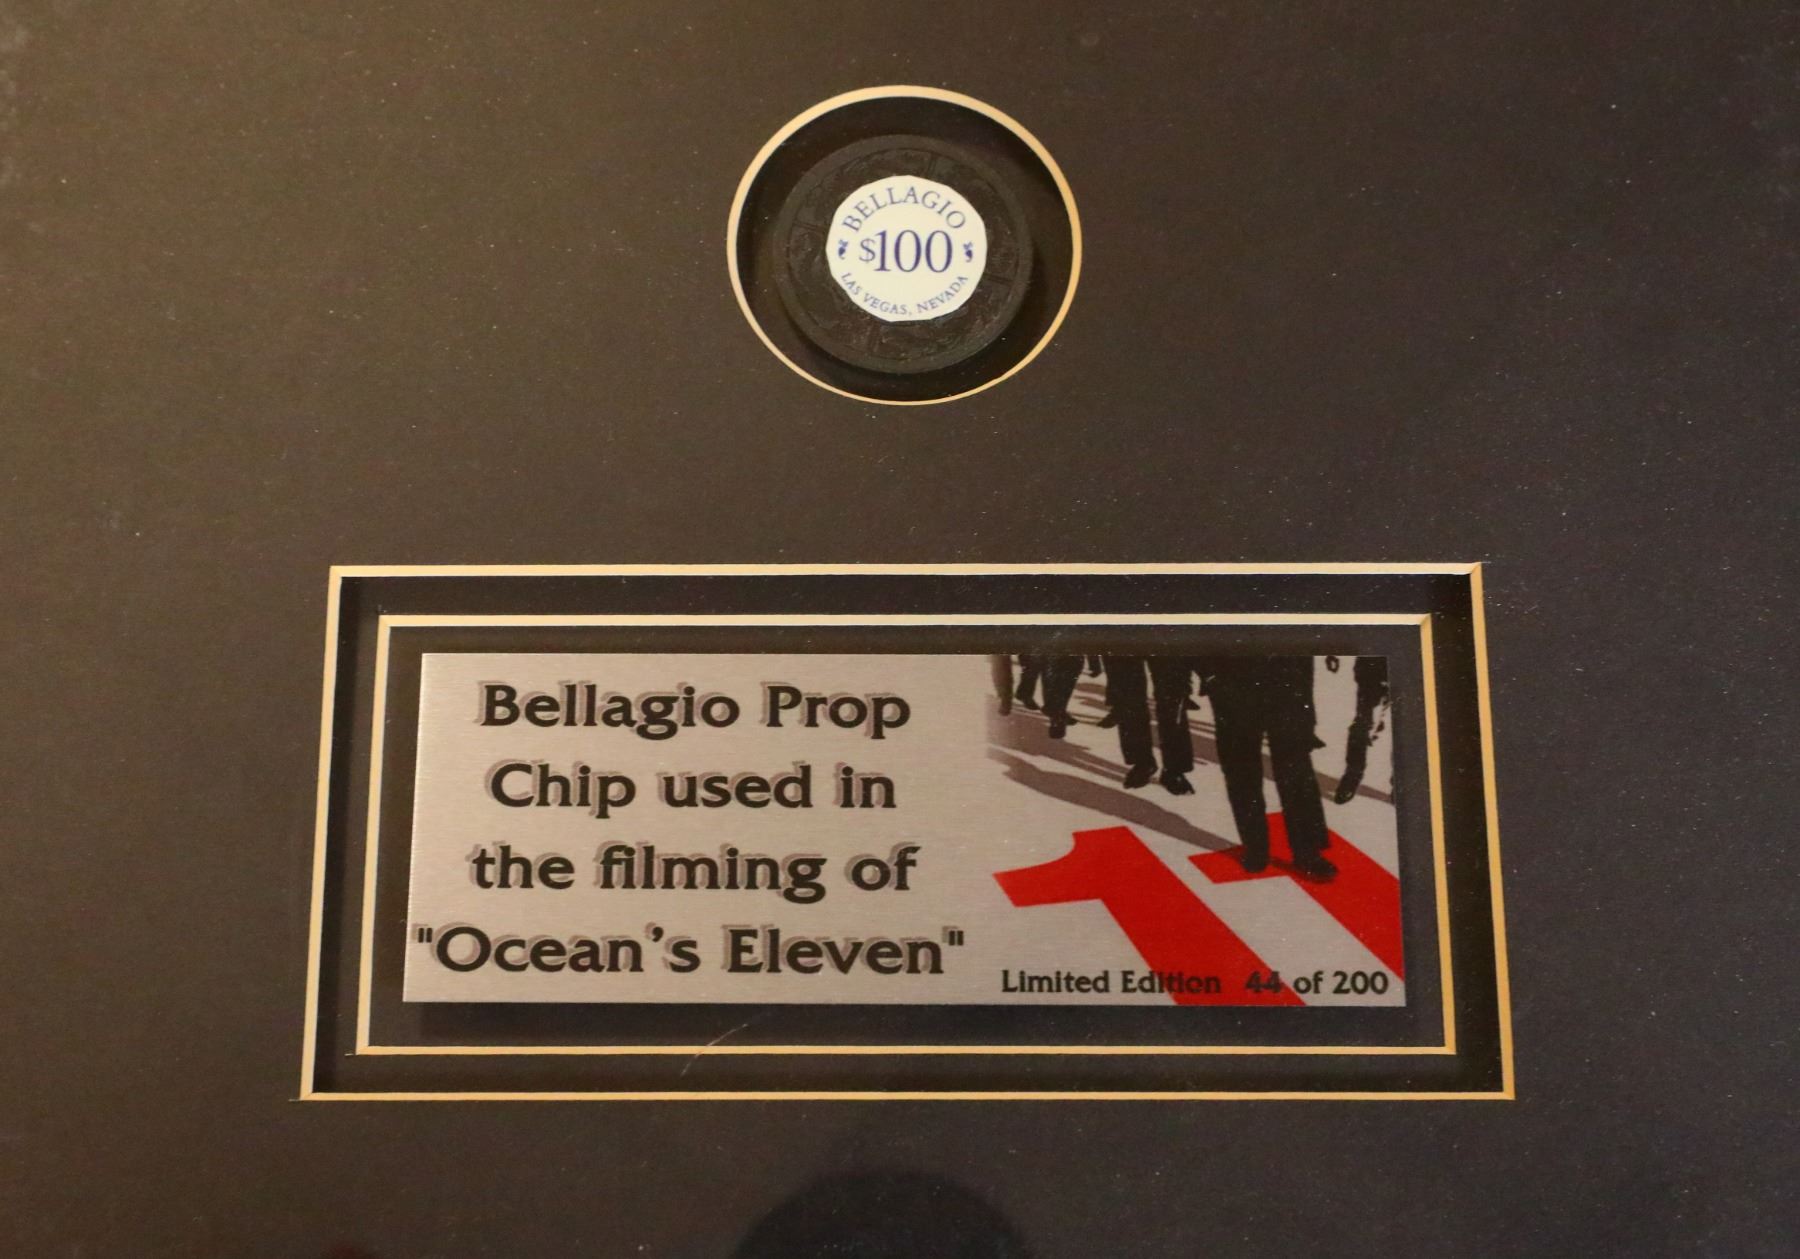 BELLAGIO
$100
LAS VEGAS, NEVADA
Bellagio Prop
Chip used in
the filming of
"Ocean's Eleven"
11
Limited Edition 44 of 200